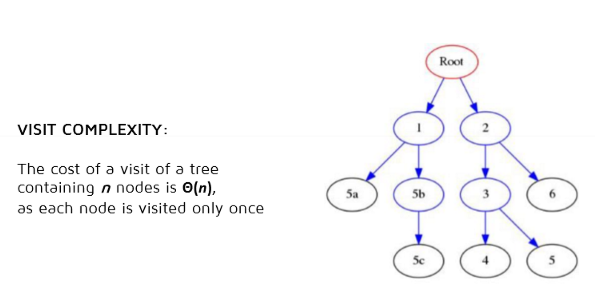 Root
VISIT COMPLEXITY:
1
2
The cost of a visit of a tree
containing n nodes is Θ(n),
as each node is visited only once
5a
5b
3
6
5c
4
5